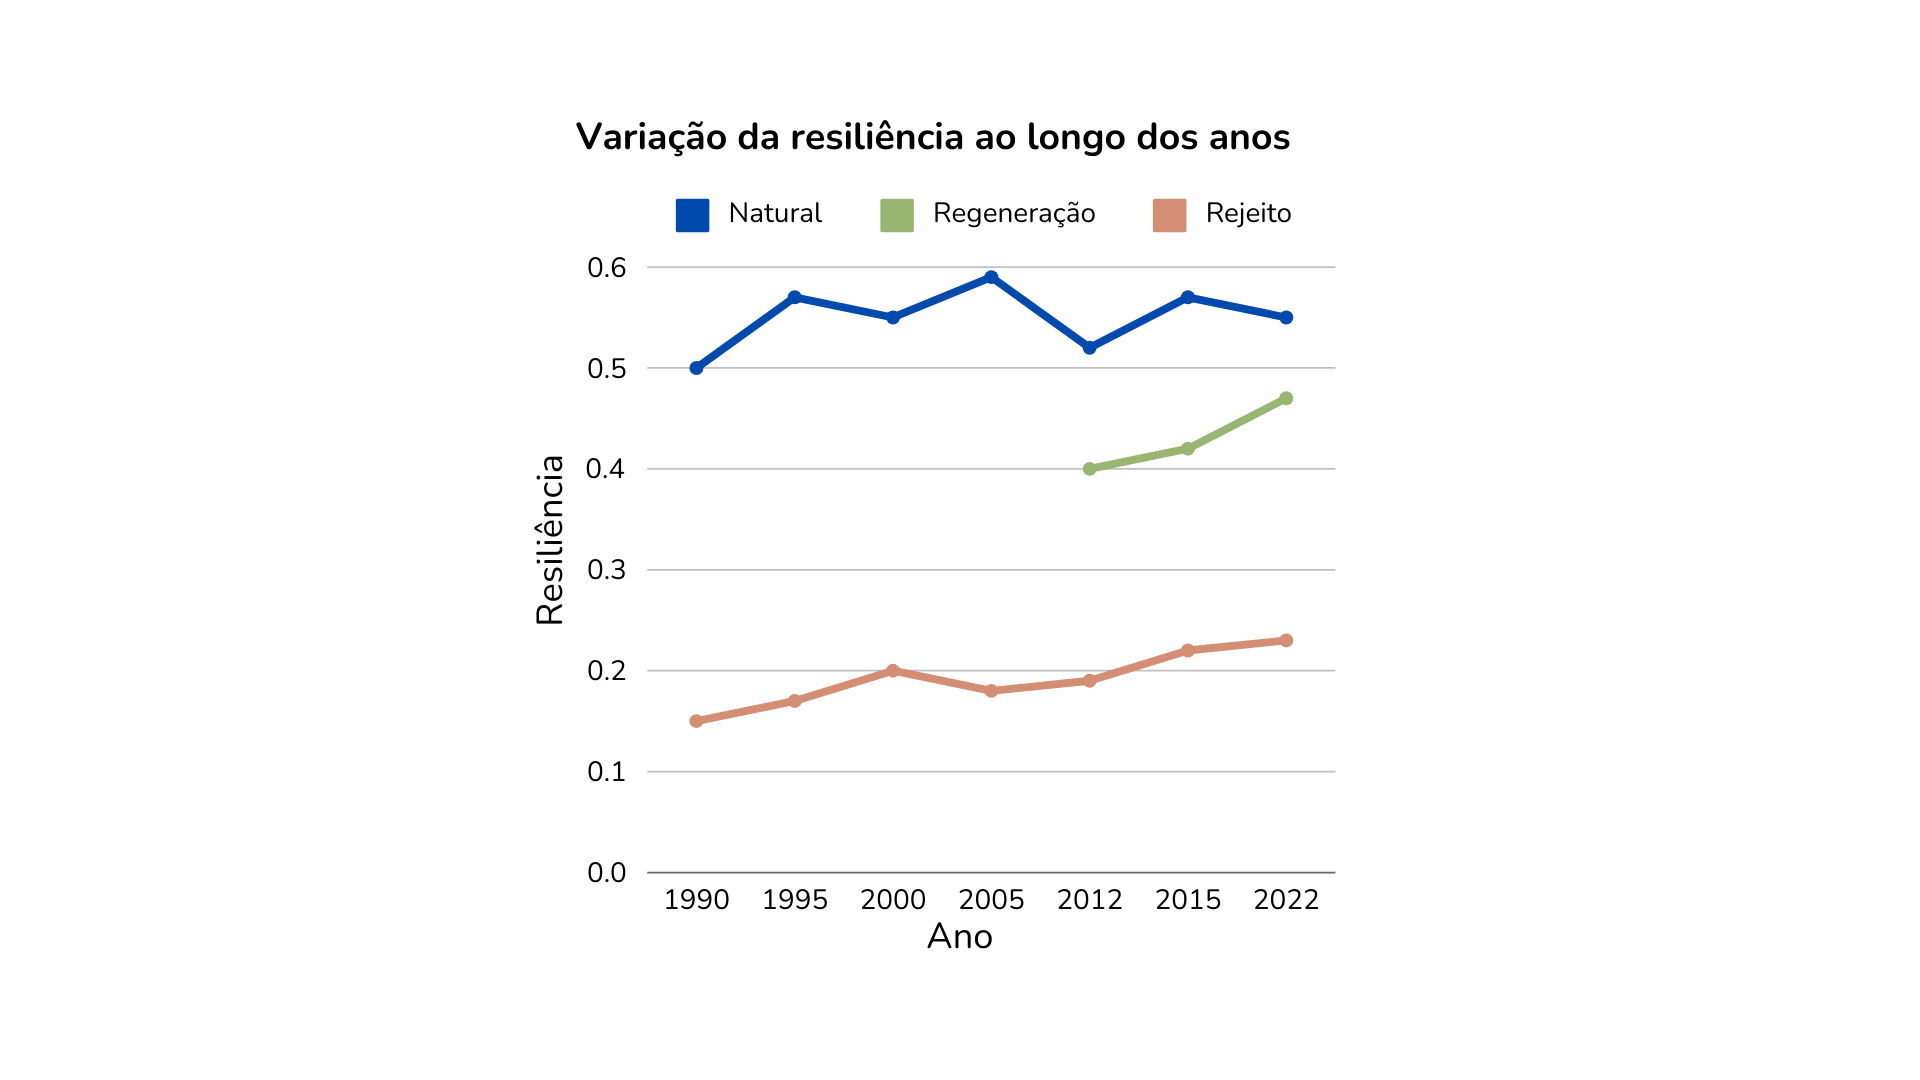 Variação da resiliência ao longo dos anos
Natural Regeneração Rejeito
0.6
0.5
0.4
0.3
0.2
0.1
0.0
Resiliência
1990 1995 2000 2005 2012 2015 2022
Ano